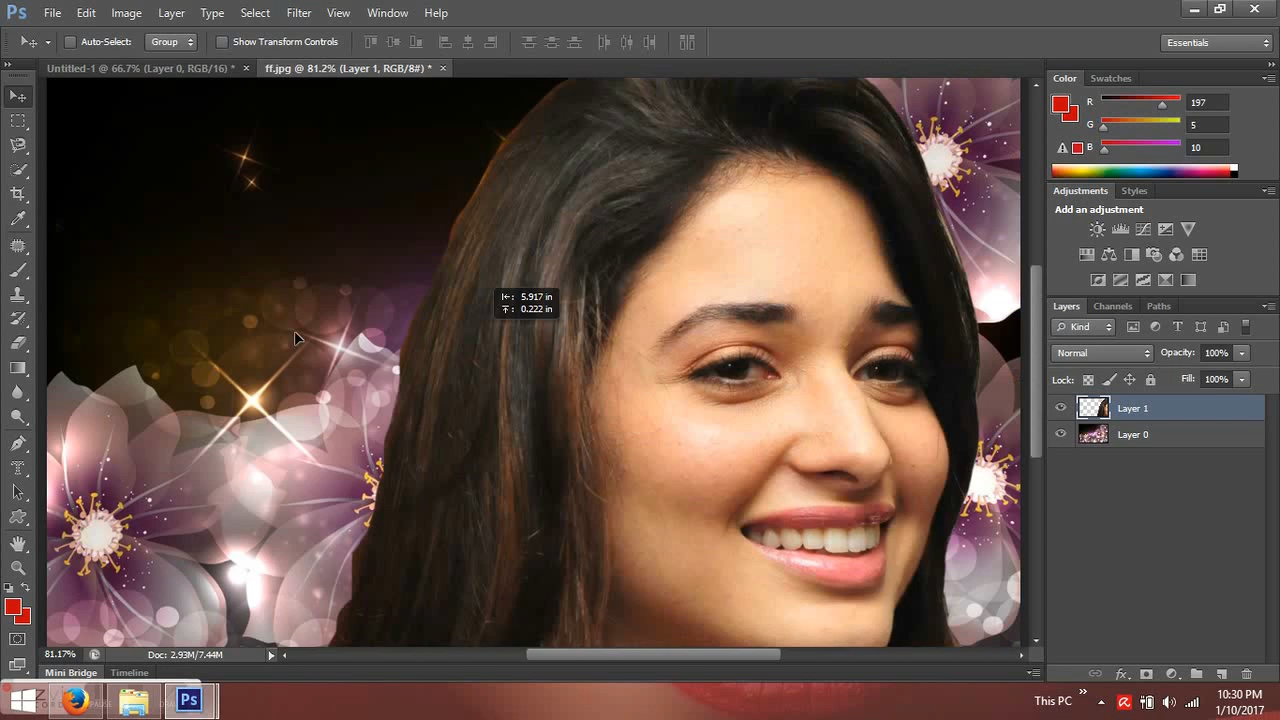 Ps File Edit Image Layer Type Select Filter View Window Help
Auto-Select: Group Show Transform Controls Essentials
Untitled-1 @ 66.7% (Layer 0, RGB/16) * × ff.jpg @ 81.2% (Layer 1, RGB/8#) * ×
Color Swatches
R 197
G 5
B 10
Adjustments Styles
Add an adjustment
5.917 in
0.222 in
Layers Channels Paths
Kind
Normal Opacity: 100%
Lock: Fill: 100%
Layer 1
Layer 0
81.17% Doc: 2.93M/7.44M
Mini Bridge Timeline
Ps This PC 10:30 PM
1/10/2017